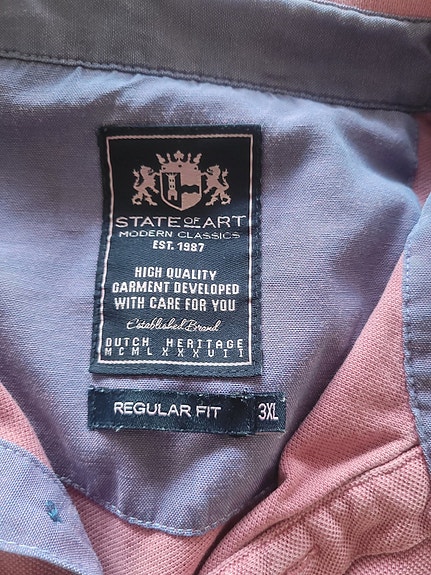 STATE OF ART
MODERN CLASSICS
EST. 1987
HIGH QUALITY
GARMENT DEVELOPED
WITH CARE FOR YOU
Established Brand
DUTCH HERITAGE
MCMLXXXVII
REGULAR FIT 3XL